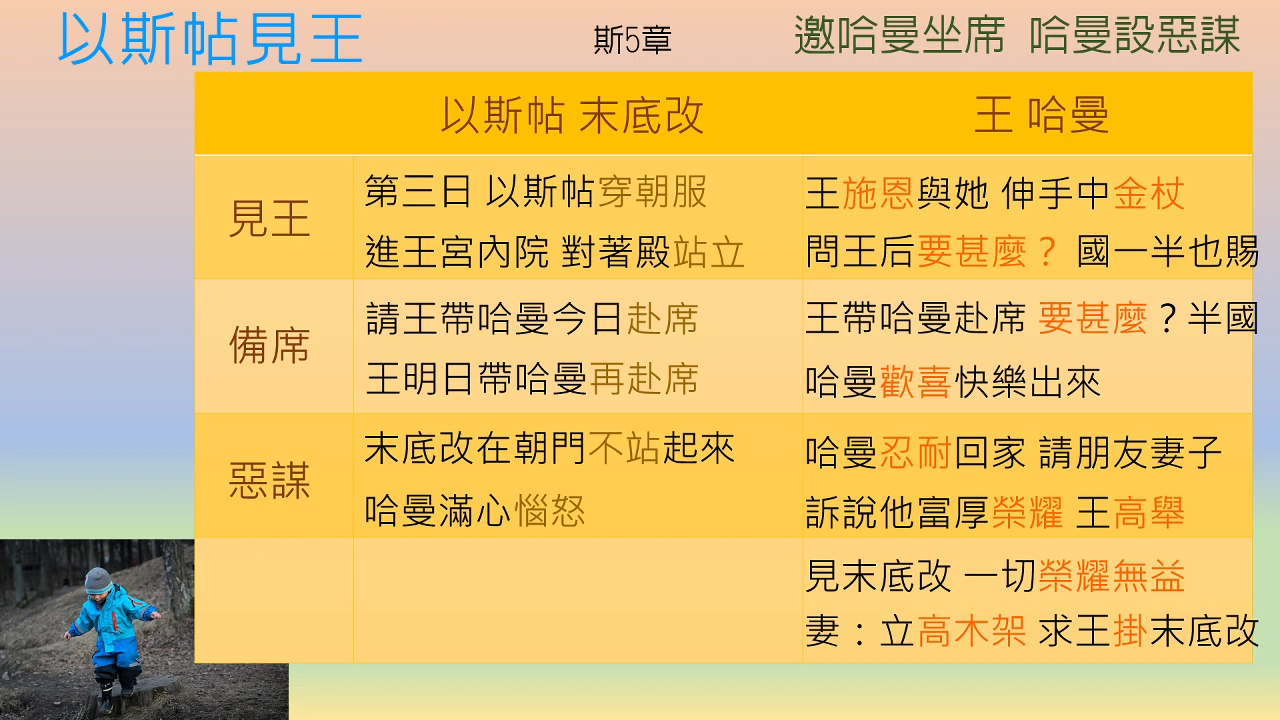 以斯帖見王
斯5章
邀哈曼坐席 哈曼設惡謀
以斯帖 末底改
王 哈曼
見王
第三日 以斯帖穿朝服
進王宮內院 對著殿站立
王施恩與她 伸手中金杖
問王后要甚麼？ 國一半也賜
備席
請王帶哈曼今日赴席
王明日帶哈曼再赴席
王帶哈曼赴席 要甚麼？半國
哈曼歡喜快樂出來
惡謀
末底改在朝門不站起來
哈曼滿心惱怒
哈曼忍耐回家 請朋友妻子
訴說他富厚榮耀 王高舉
見末底改 一切榮耀無益
妻：立高木架 求王掛末底改